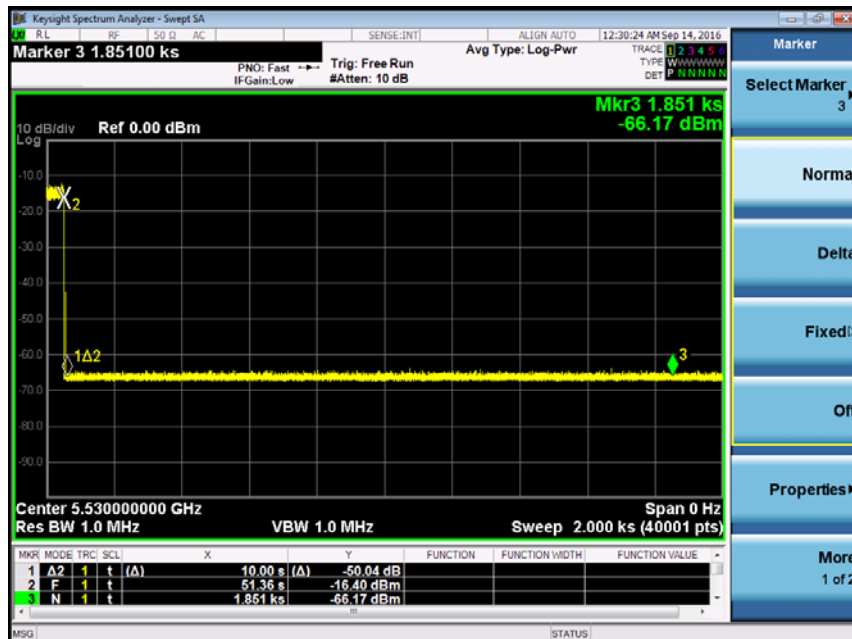 Keysight Spectrum Analyzer - Swept SA
LXI RL RF 50 Ω AC SENSE:INT ALIGN AUTO 12:30:24 AM Sep 14, 2016
Marker 3 1.85100 ks
PNO: Fast
IFGain:Low
Trig: Free Run
#Atten: 10 dB
Avg Type: Log-Pwr
TRACE 1 2 3 4 5 6
TYPE WWWWWW
DET P N N N N N
Marker
Select Marker
3
Normal
Delta
Fixed
Off
Properties
More
1 of 2
Mkr3 1.851 ks
-66.17 dBm
10 dB/div Ref 0.00 dBm
Log
-10.0
-20.0
-30.0
-40.0
-50.0
-60.0
-70.0
-80.0
-90.0
2
1Δ2
3
Center 5.530000000 GHz Span 0 Hz
Res BW 1.0 MHz VBW 1.0 MHz Sweep 2.000 ks (40001 pts)
MKR MODE TRC SCL X Y FUNCTION FUNCTION WIDTH FUNCTION VALUE
1 Δ2 1 t (Δ) 10.00 s (Δ) -50.04 dB
2 F 1 t 51.36 s -16.40 dBm
3 N 1 t 1.851 ks -66.17 dBm
MSG STATUS